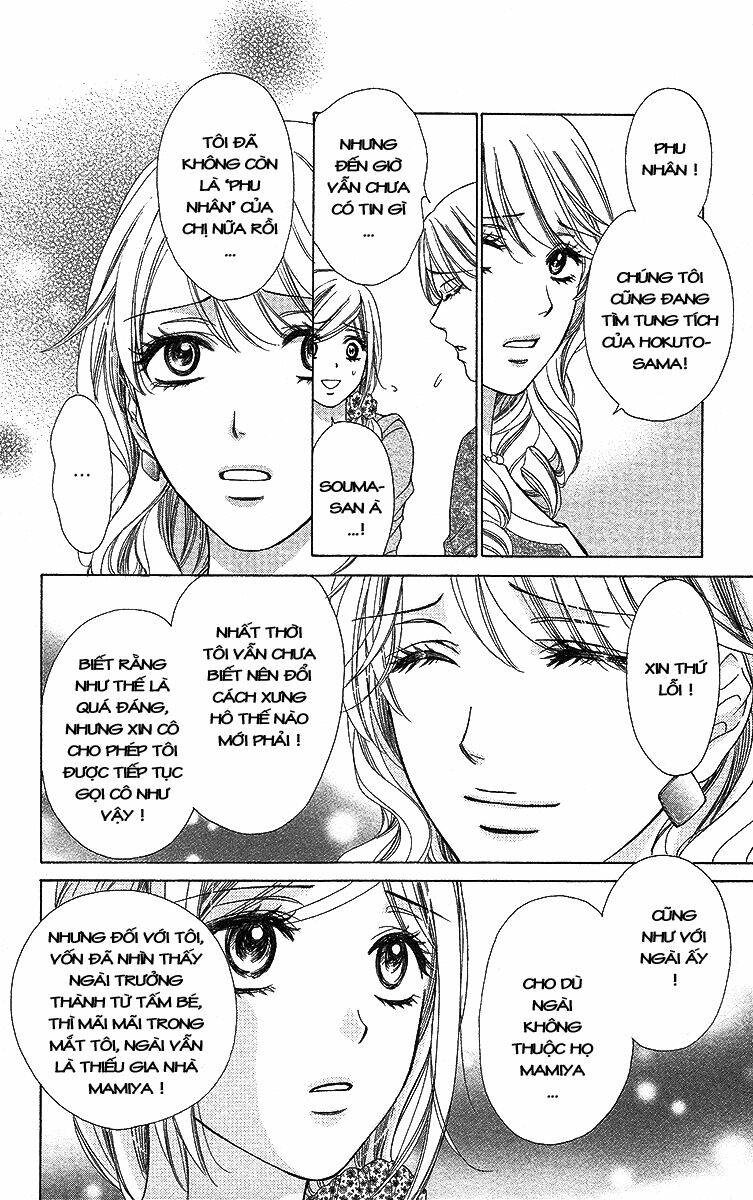 PHU
NHÂN !
CHÚNG TÔI
CŨNG ĐANG
TÌM TUNG TÍCH
CỦA HOKUTO-
SAMA!
NHƯNG
ĐẾN GIỜ
VẪN CHƯA
CÓ TIN GÌ
...
SOUMA-
SAN À
...!
TÔI ĐÃ
KHÔNG CÒN
LÀ 'PHU
NHÂN' CỦA
CHỊ NỮA RỒI
...
...
XIN THỨ
LỖI !
NHẤT THỜI
TÔI VẪN CHƯA
BIẾT NÊN ĐỔI
CÁCH XƯNG
HÔ THẾ NÀO
MỚI PHẢI !
BIẾT RẰNG
NHƯ THẾ LÀ
QUÁ ĐÁNG,
NHƯNG XIN CÔ
CHO PHÉP TÔI
ĐƯỢC TIẾP TỤC
GỌI CÔ NHƯ
VẬY !
CŨNG
NHƯ VỚI
NGÀI ẤY
!
CHO DÙ
NGÀI
KHÔNG
THUỘC HỌ
MAMIYA
...
NHƯNG ĐỐI VỚI TÔI,
VỐN ĐÃ NHÌN THẤY
NGÀI TRƯỞNG
THÀNH TỪ TẤM BÉ,
THÌ MÃI MÃI TRONG
MẮT TÔI, NGÀI VẪN
LÀ THIẾU GIA NHÀ
MAMIYA !